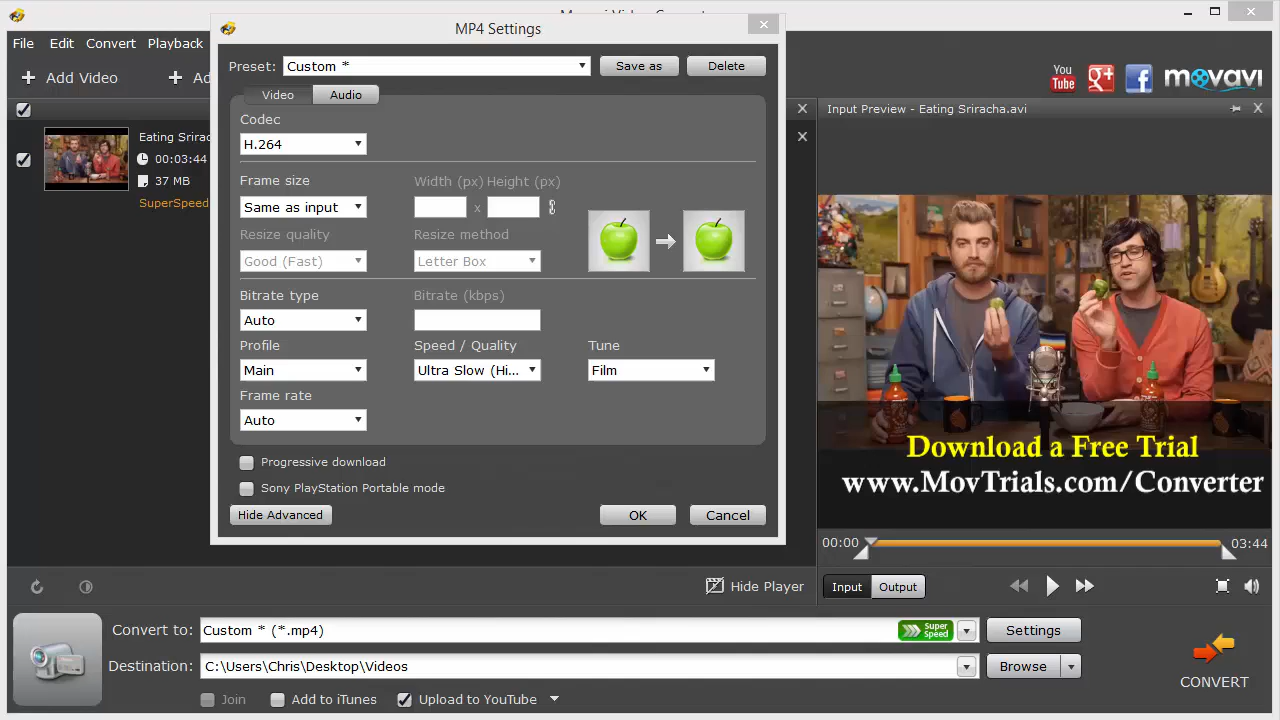 MP4 Settings
File Edit Convert Playback
Preset: Custom * Save as Delete
Add Video
Video Audio
You Tube g+ f movavi
Input Preview - Eating Sriracha.avi
Codec
H.264
Eating Srirac
00:03:44
37 MB
SuperSpeed
Frame size Width (px) Height (px)
Same as input x
Resize quality Resize method
Good (Fast) Letter Box
Bitrate type Bitrate (kbps)
Auto
Profile Speed / Quality Tune
Main Ultra Slow (Hi... Film
Frame rate
Auto
Progressive download
Sony PlayStation Portable mode
Hide Advanced OK Cancel
Download a Free Trial
www.MovTrials.com/Converter
00:00 03:44
Hide Player Input Output
Convert to: Custom * (*.mp4) Super Speed Settings
Destination: C:\Users\Chris\Desktop\Videos Browse
CONVERT
Join Add to iTunes Upload to YouTube